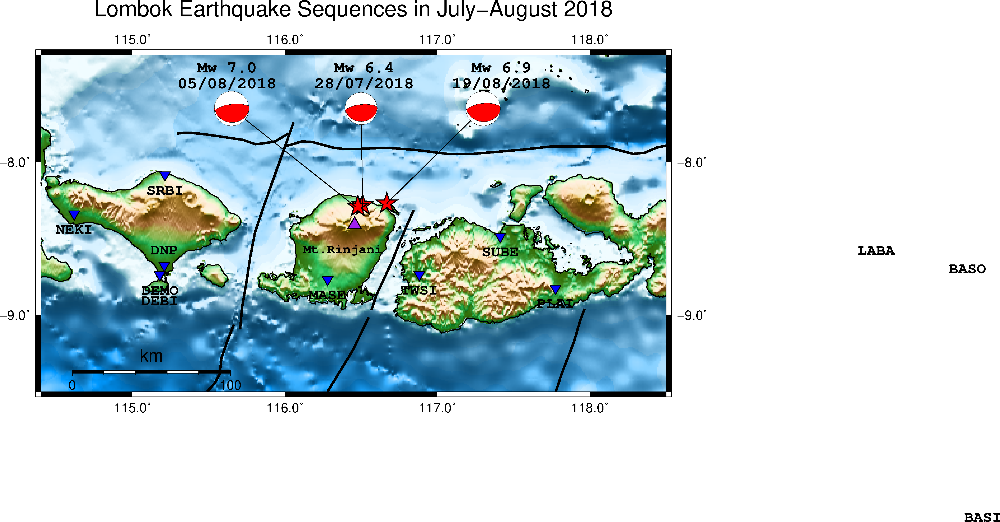 Lombok Earthquake Sequences in July−August 2018
115.0˚ 116.0˚ 117.0˚ 118.0˚
Mw 7.0
05/08/2018
Mw 6.4
28/07/2018
Mw 6.9
19/08/2018
−8.0˚ −8.0˚
SRBI
NEKI
DNP
Mt.Rinjani
SUBE
LABA
BASO
DEMO
DEBI
MASE
TWSI
PLAI
−9.0˚ −9.0˚
km
0 100
115.0˚ 116.0˚ 117.0˚ 118.0˚
BASI